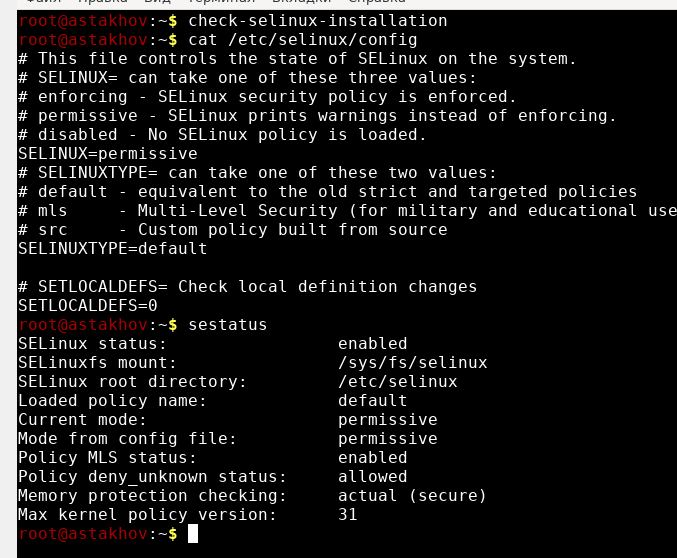 Файл Правка Вид Терминал Вкладки Справка
root@astakhov:~$ check-selinux-installation
root@astakhov:~$ cat /etc/selinux/config
# This file controls the state of SELinux on the system.
# SELINUX= can take one of these three values:
# enforcing - SELinux security policy is enforced.
# permissive - SELinux prints warnings instead of enforcing.
# disabled - No SELinux policy is loaded.
SELINUX=permissive
# SELINUXTYPE= can take one of these two values:
# default - equivalent to the old strict and targeted policies
# mls     - Multi-Level Security (for military and educational use
# src     - Custom policy built from source
SELINUXTYPE=default

# SETLOCALDEFS= Check local definition changes
SETLOCALDEFS=0
root@astakhov:~$ sestatus
SELinux status:                 enabled
SELinuxfs mount:                /sys/fs/selinux
SELinux root directory:         /etc/selinux
Loaded policy name:             default
Current mode:                   permissive
Mode from config file:          permissive
Policy MLS status:              enabled
Policy deny_unknown status:     allowed
Memory protection checking:     actual (secure)
Max kernel policy version:      31
root@astakhov:~$